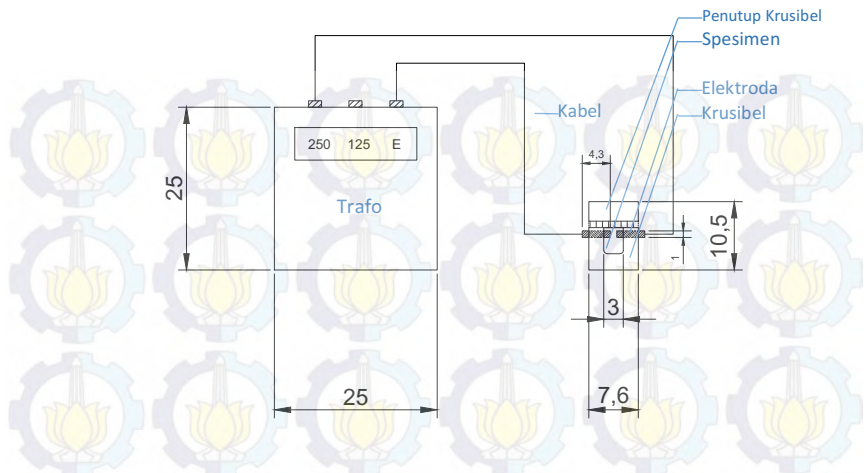 Penutup Krusibel
Spesimen
Elektroda
Krusibel
Kabel
250 125 E
4,3
Trafo
25
10,5
1
3
25
7,6